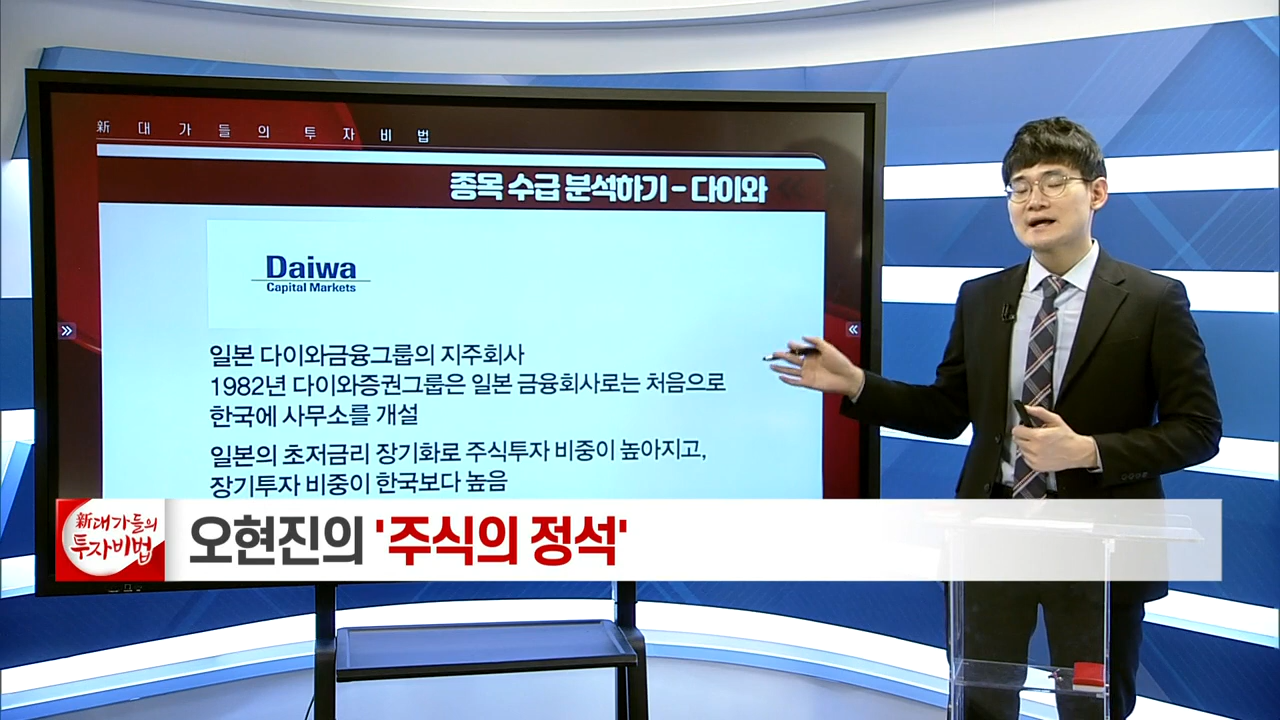 新 대 가 들 의 투 자 비 법
종목 수급 분석하기 - 다이와
Daiwa
Capital Markets
일본 다이와금융그룹의 지주회사
1982년 다이와증권그룹은 일본 금융회사로는 처음으로
한국에 사무소를 개설
일본의 초저금리 장기화로 주식투자 비중이 높아지고,
장기투자 비중이 한국보다 높음
新대가들의
투자비법
오현진의 '주식의 정석'